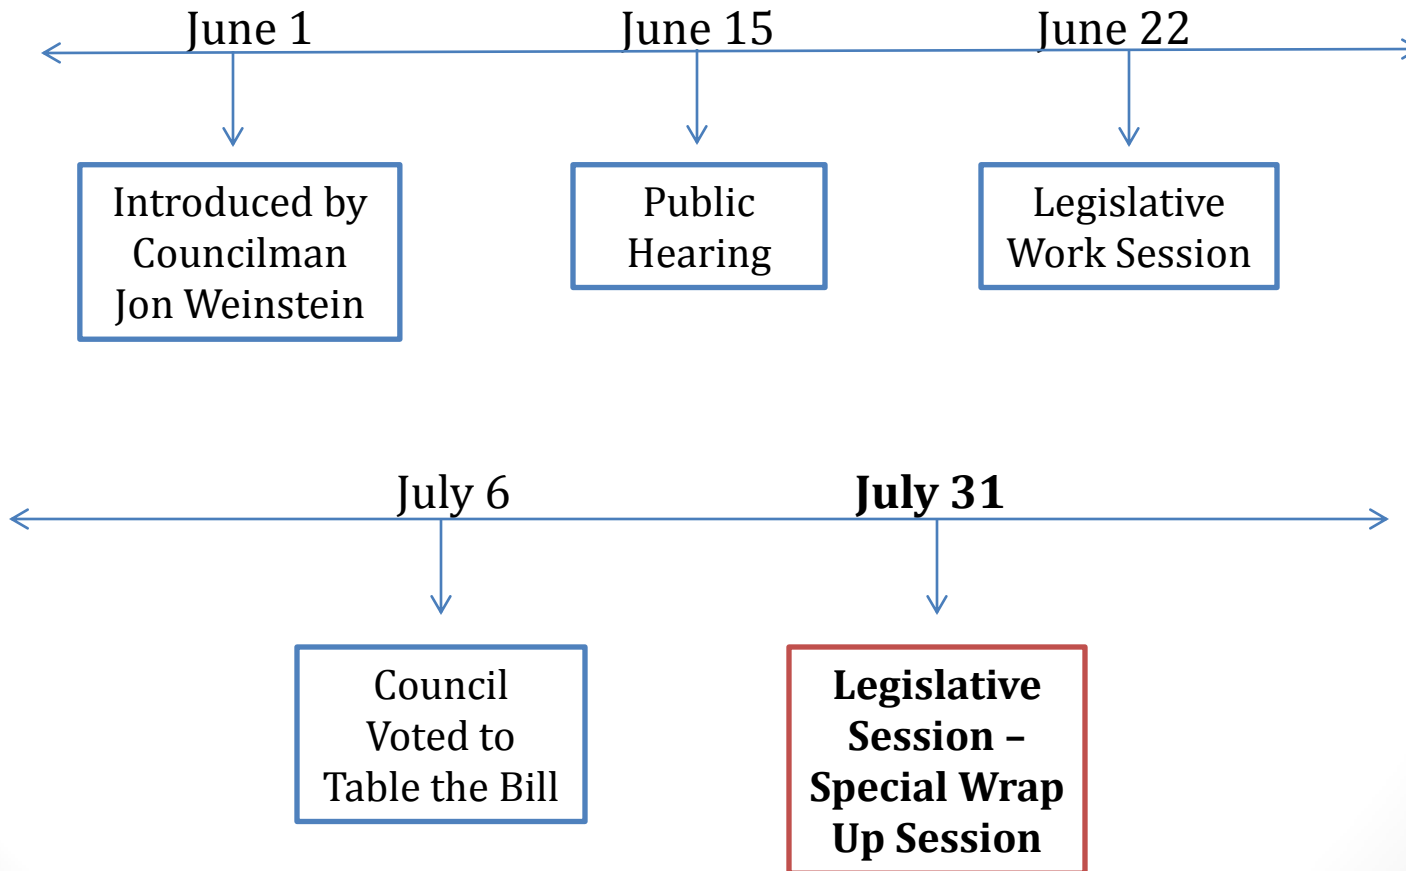 June 1
June 15
June 22
Introduced by
Councilman
Jon Weinstein
Public
Hearing
Legislative
Work Session
July 6
July 31
Council
Voted to
Table the Bill
Legislative
Session –
Special Wrap
Up Session